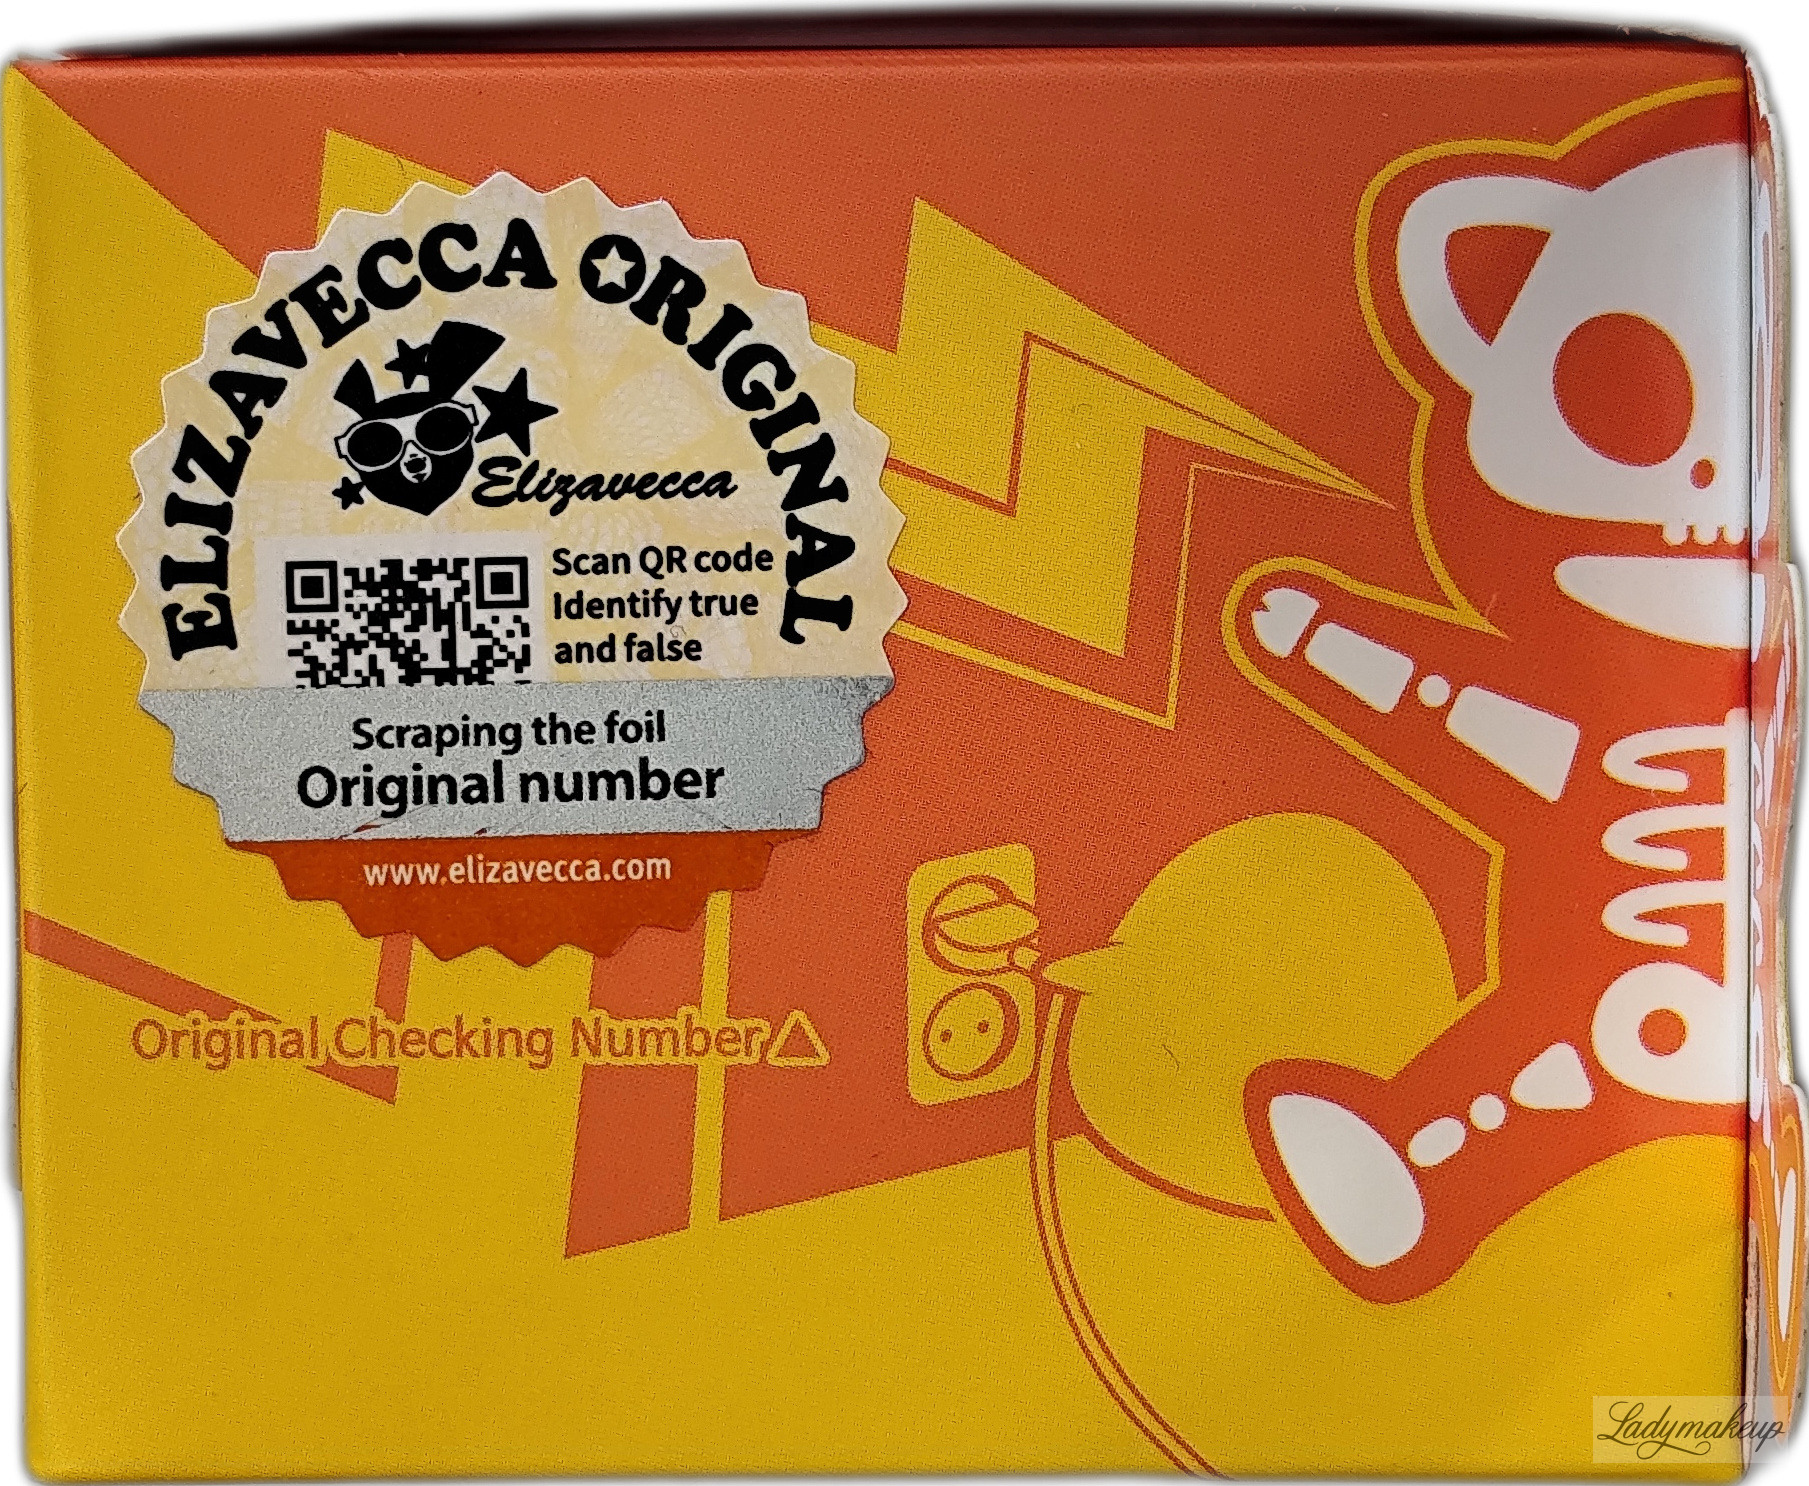 ELIZAVECCA ORIGINAL
Elizavecca
Scan QR code
Identify true
and false
Scraping the foil
Original number
www.elizavecca.com
Original Checking Number
Ladymakeup